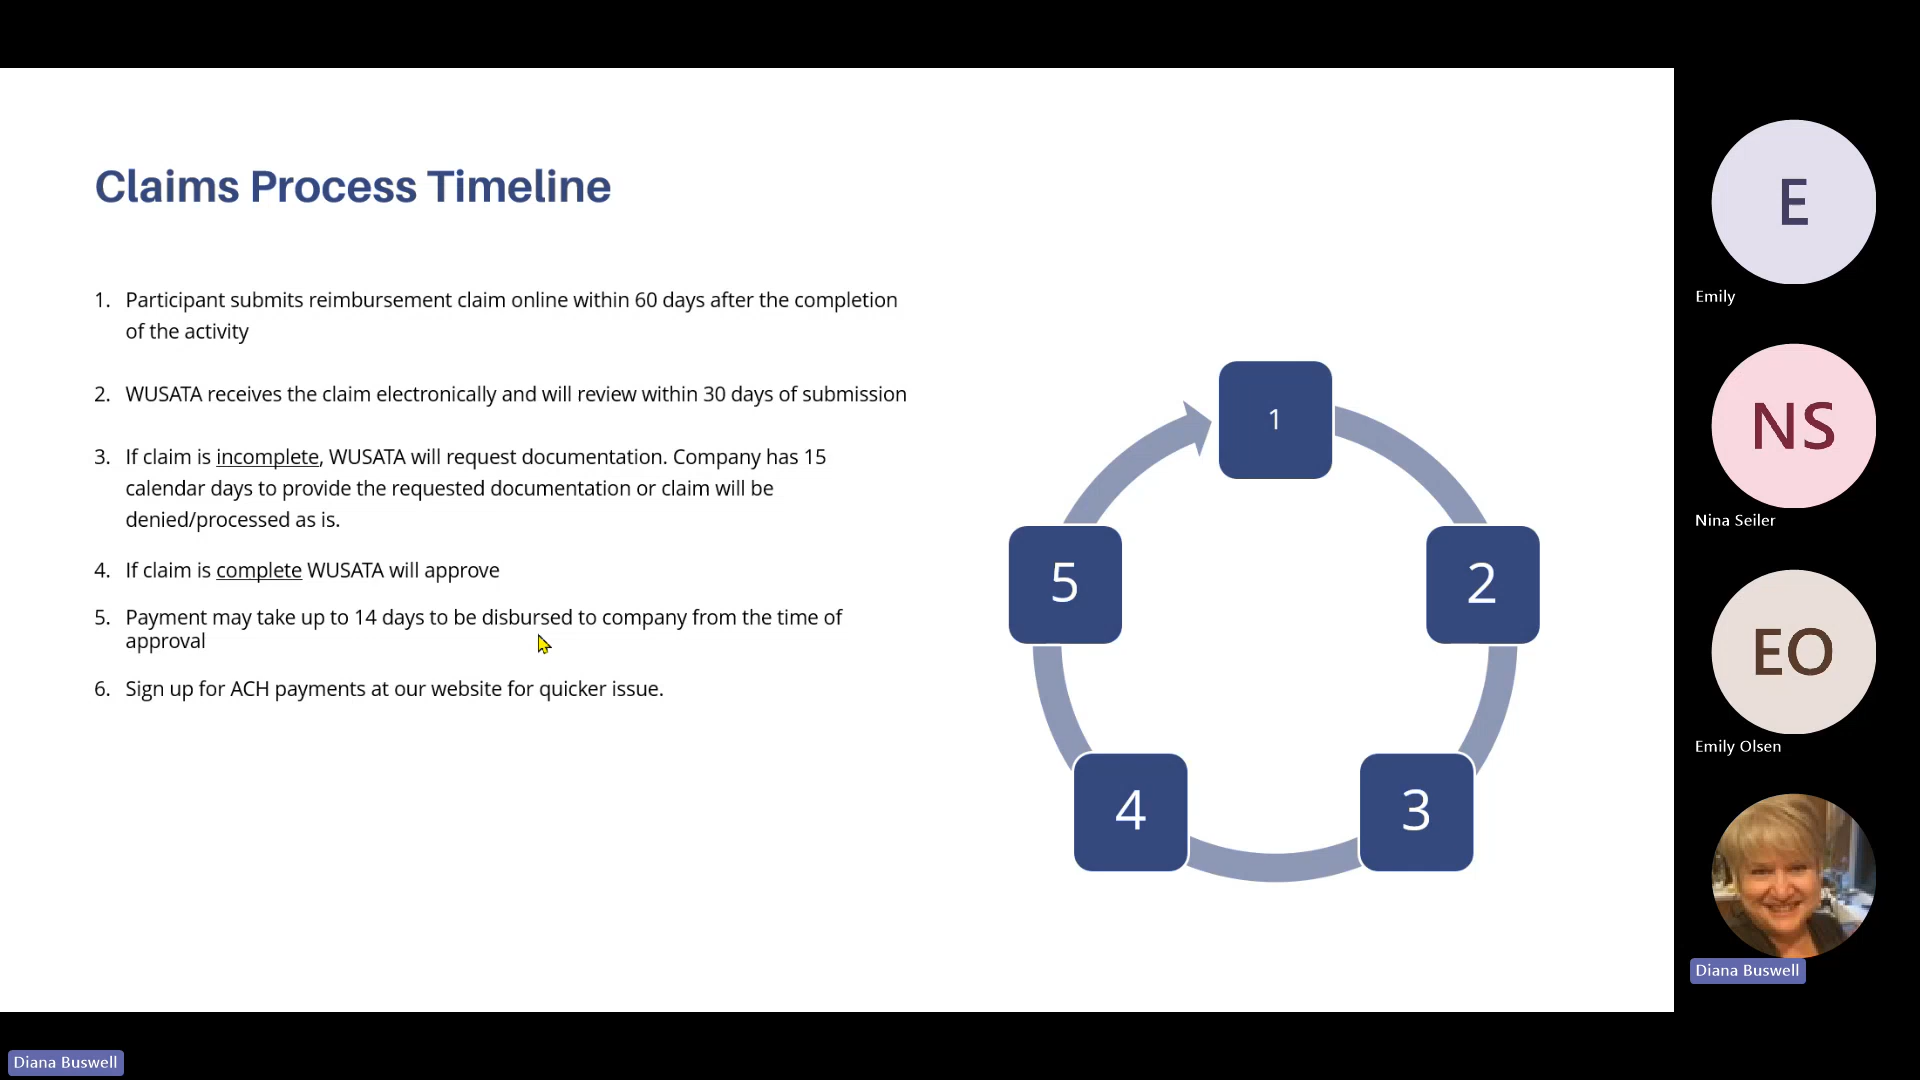 Claims Process Timeline
1. Participant submits reimbursement claim online within 60 days after the completion
of the activity
2. WUSATA receives the claim electronically and will review within 30 days of submission
3. If claim is incomplete, WUSATA will request documentation. Company has 15
calendar days to provide the requested documentation or claim will be
denied/processed as is.
4. If claim is complete WUSATA will approve
5. Payment may take up to 14 days to be disbursed to company from the time of
approval
6. Sign up for ACH payments at our website for quicker issue.
1
2
3
4
5
E
Emily
NS
Nina Seiler
EO
Emily Olsen
Diana Buswell
Diana Buswell